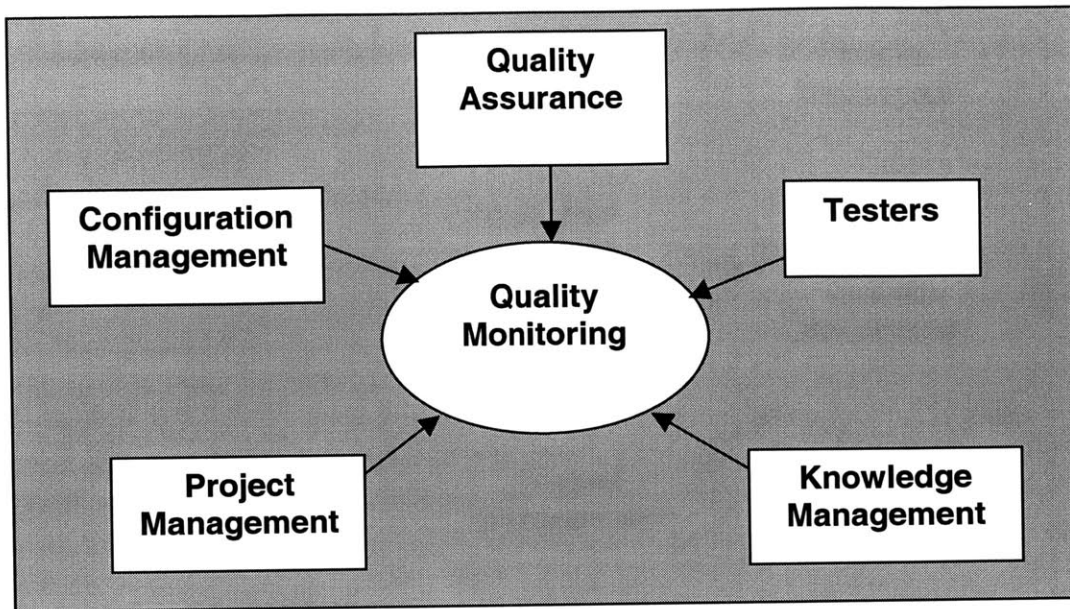 Quality
Assurance
Configuration
Management
Testers
Quality
Monitoring
Project
Management
Knowledge
Management